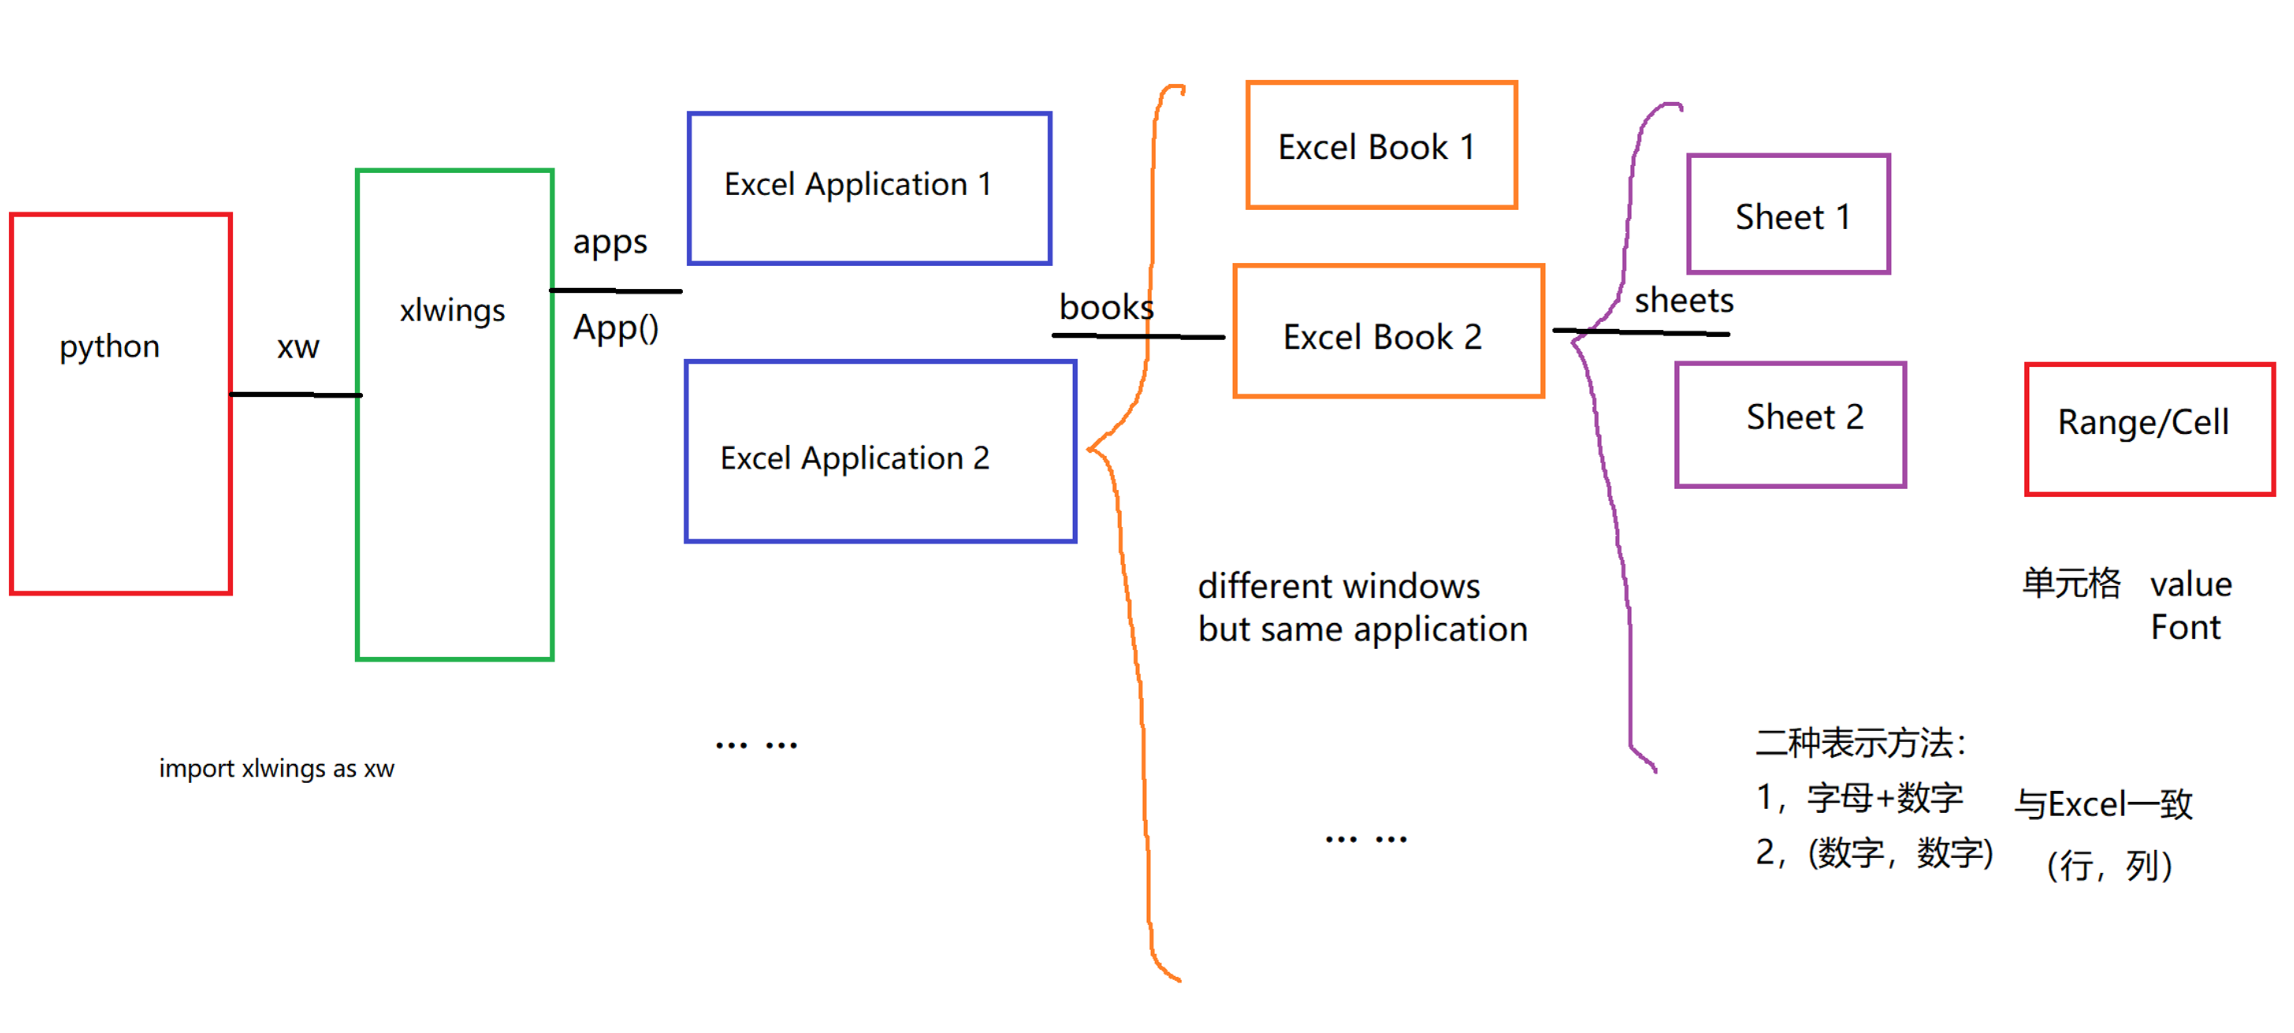 python
xw
import xlwings as xw
xlwings
apps
App()
Excel Application 1
Excel Application 2
... ...
books
Excel Book 1
Excel Book 2
different windows
but same application
... ...
sheets
Sheet 1
Sheet 2
Range/Cell
单元格 value
Font
二种表示方法：
1，字母+数字 与Excel一致
2，(数字，数字) （行，列）